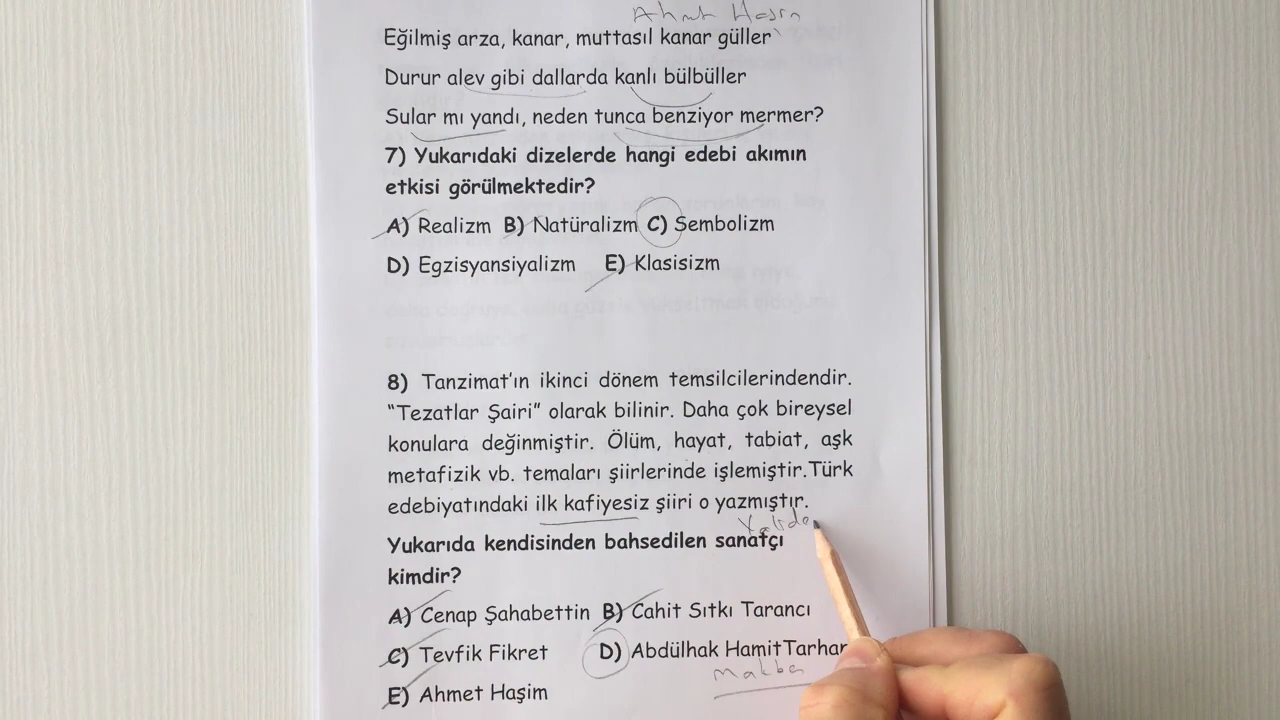 Ahmet Haşim
Eğilmiş arza, kanar, muttasıl kanar güller
Durur alev gibi dallarda kanlı bülbüller
Sular mı yandı, neden tunca benziyor mermer?
7) Yukarıdaki dizelerde hangi edebi akımın
etkisi görülmektedir?
A) Realizm B) Natüralizm C) Sembolizm
D) Egzisyansiyalizm E) Klasisizm
8) Tanzimat'ın ikinci dönem temsilcilerindendir.
"Tezatlar Şairi" olarak bilinir. Daha çok bireysel
konulara değinmiştir. Ölüm, hayat, tabiat, aşk
metafizik vb. temaları şiirlerinde işlemiştir.Türk
edebiyatındaki ilk kafiyesiz şiiri o yazmıştır.
Valide
Yukarıda kendisinden bahsedilen sanatçı
kimdir?
A) Cenap Şahabettin B) Cahit Sıtkı Tarancı
C) Tevfik Fikret D) Abdülhak HamitTarhan
Makber
E) Ahmet Haşim